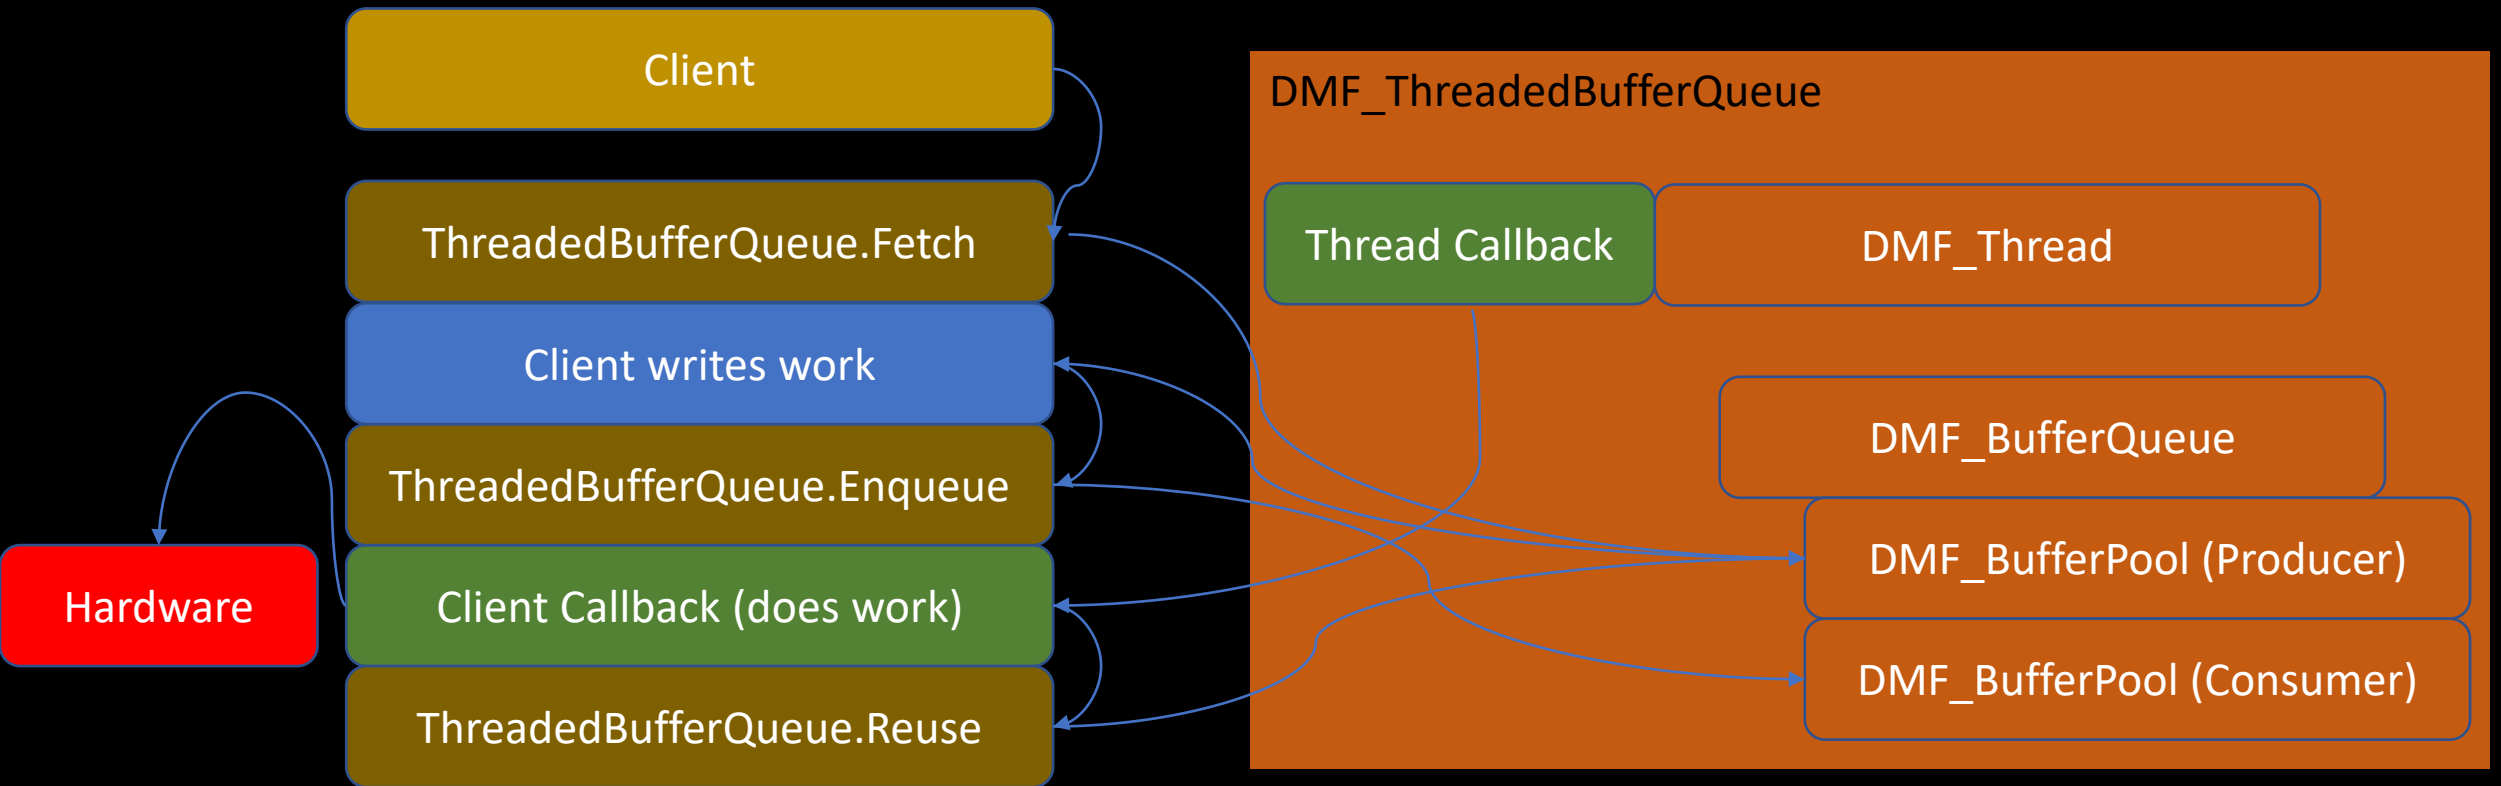 Client
ThreadedBufferQueue.Fetch
Client writes work
ThreadedBufferQueue.Enqueue
Client Callback (does work)
ThreadedBufferQueue.Reuse
Hardware
DMF_ThreadedBufferQueue
Thread Callback
DMF_Thread
DMF_BufferQueue
DMF_BufferPool (Producer)
DMF_BufferPool (Consumer)